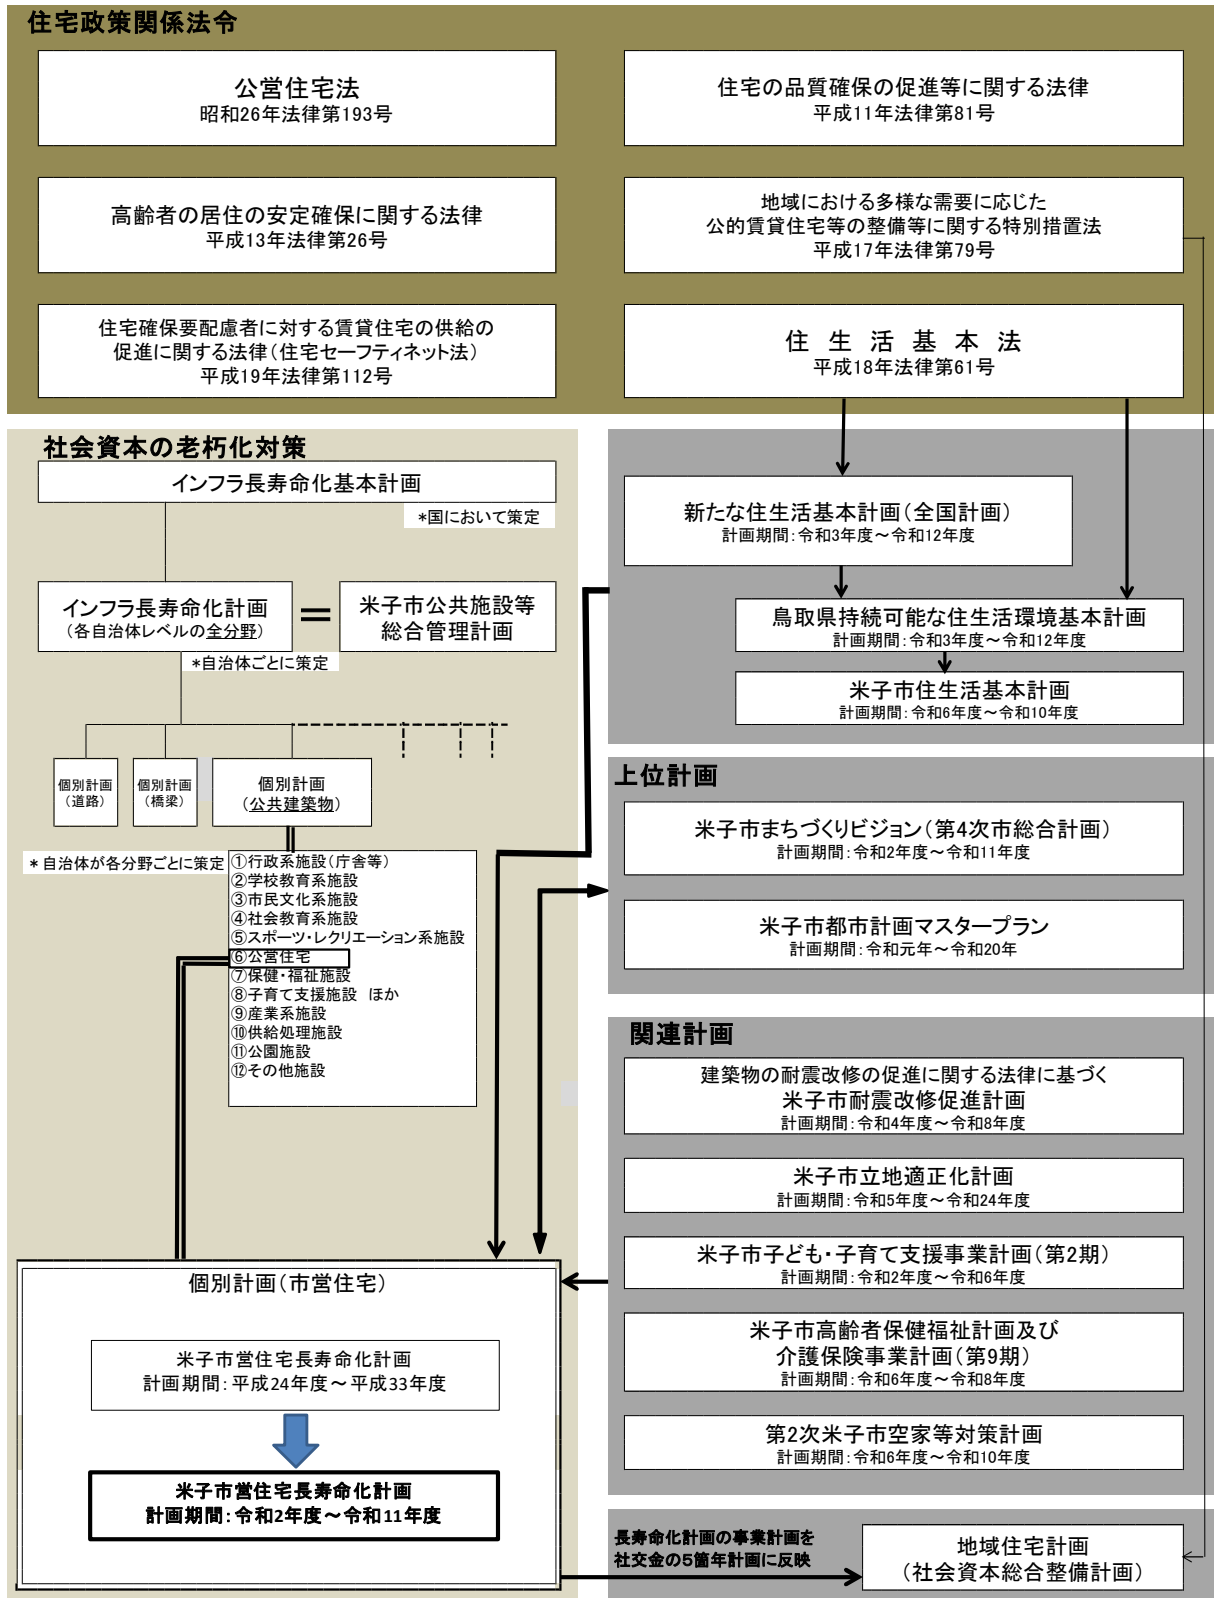 住宅政策関係法令
公営住宅法
昭和26年法律第193号
住宅の品質確保の促進等に関する法律
平成11年法律第81号
高齢者の居住の安定確保に関する法律
平成13年法律第26号
地域における多様な需要に応じた
公的賃貸住宅等の整備等に関する特別措置法
平成17年法律第79号
住宅確保要配慮者に対する賃貸住宅の供給の
促進に関する法律(住宅セーフティネット法)
平成19年法律第112号
住生活基本法
平成18年法律第61号
社会資本の老朽化対策
インフラ長寿命化基本計画
*国において策定
インフラ長寿命化計画
(各自治体レベルの全分野)
=
米子市公共施設等
総合管理計画
*自治体ごとに策定
個別計画
(道路)
個別計画
(橋梁)
個別計画
(公共建築物)
*自治体が各分野ごとに策定
①行政系施設(庁舎等)
②学校教育系施設
③市民文化系施設
④社会教育系施設
⑤スポーツ・レクリエーション系施設
⑥公営住宅
⑦保健・福祉施設
⑧子育て支援施設 ほか
⑨産業系施設
⑩供給処理施設
⑪公園施設
⑫その他施設
新たな住生活基本計画(全国計画)
計画期間:令和3年度～令和12年度
鳥取県持続可能な住生活環境基本計画
計画期間:令和3年度～令和12年度
米子市住生活基本計画
計画期間:令和6年度～令和10年度
上位計画
米子市まちづくりビジョン(第4次市総合計画)
計画期間:令和2年度～令和11年度
米子市都市計画マスタープラン
計画期間:令和元年～令和20年
関連計画
建築物の耐震改修の促進に関する法律に基づく
米子市耐震改修促進計画
計画期間:令和4年度～令和8年度
米子市立地適正化計画
計画期間:令和5年度～令和24年度
米子市子ども・子育て支援事業計画(第2期)
計画期間:令和2年度～令和6年度
米子市高齢者保健福祉計画及び
介護保険事業計画(第9期)
計画期間:令和6年度～令和8年度
第2次米子市空家等対策計画
計画期間:令和6年度～令和10年度
個別計画(市営住宅)
米子市営住宅長寿命化計画
計画期間:平成24年度～平成33年度
米子市営住宅長寿命化計画
計画期間:令和2年度～令和11年度
長寿命化計画の事業計画を
社交金の5箇年計画に反映
地域住宅計画
(社会資本総合整備計画)